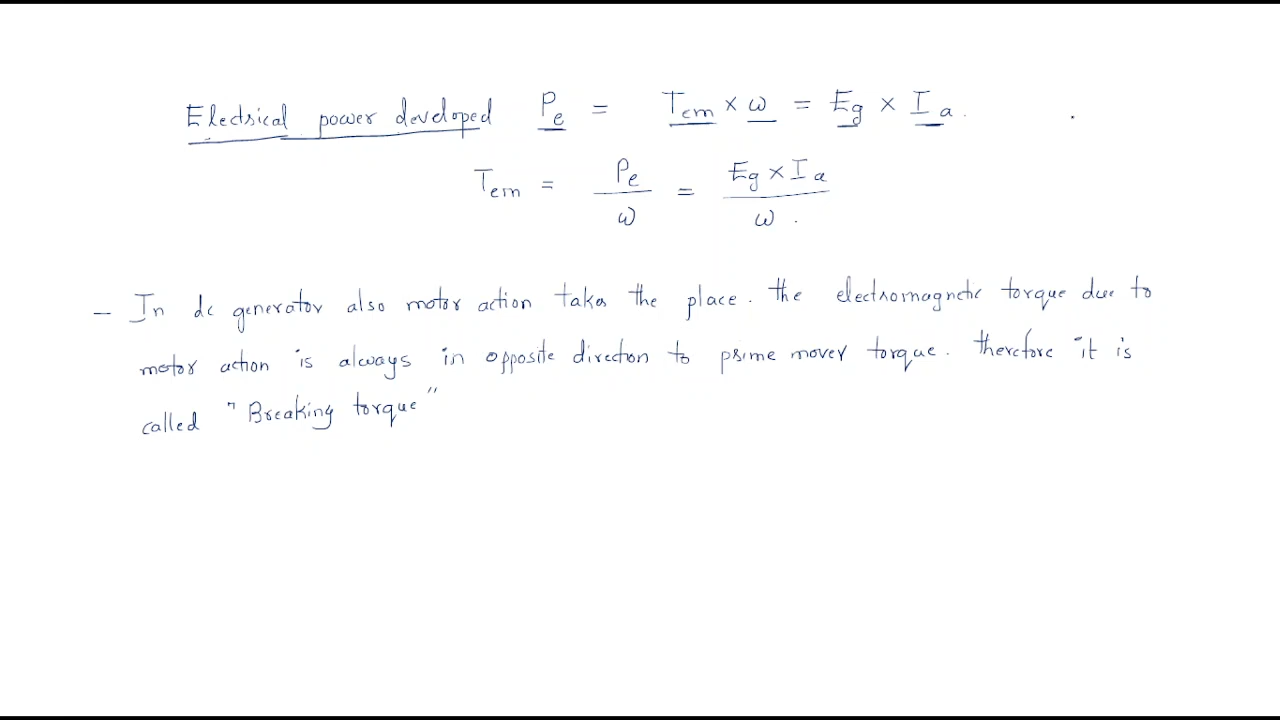 Electrical power developed Pe = Tem × ω = Eg × Ia.
Tem = Pe/ω = Eg × Ia/ω.
- In dc generator also motor action takes the place. the electromagnetic torque due to
motor action is always in opposite direction to prime mover torque. therefore it is
called "Breaking torque"